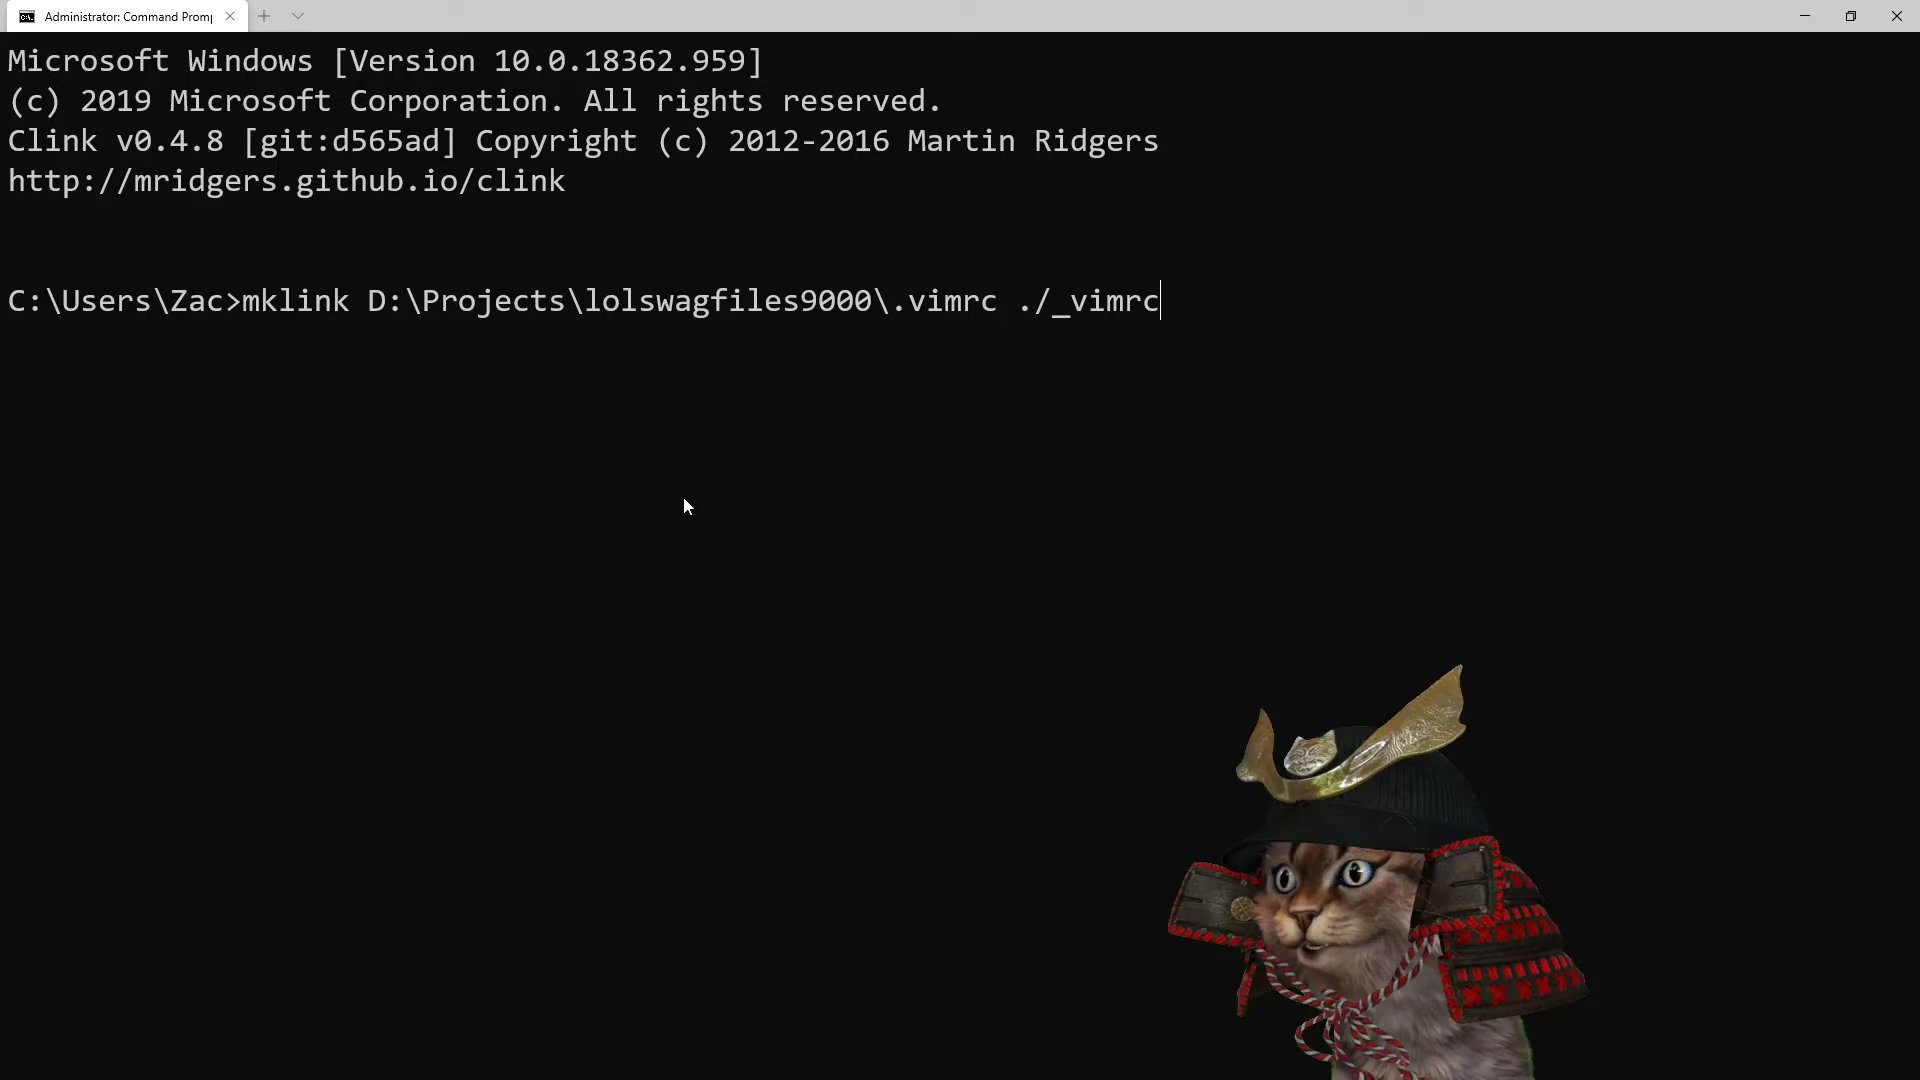 Administrator: Command Promp
Microsoft Windows [Version 10.0.18362.959]
(c) 2019 Microsoft Corporation. All rights reserved.
Clink v0.4.8 [git:d565ad] Copyright (c) 2012-2016 Martin Ridgers
http://mridgers.github.io/clink
C:\Users\Zac>mklink D:\Projects\lolswagfiles9000\.vimrc ./_vimrc